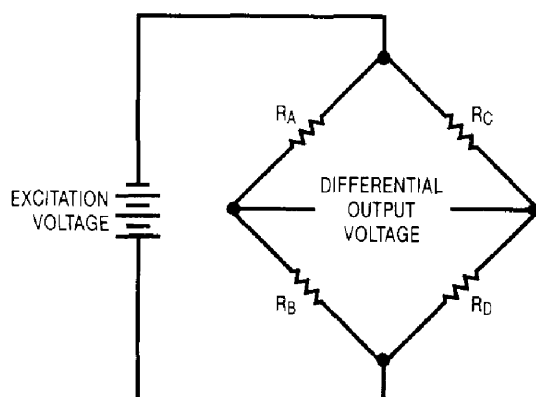 RA
RC
EXCITATION
VOLTAGE
DIFFERENTIAL
OUTPUT
VOLTAGE
RB
RD